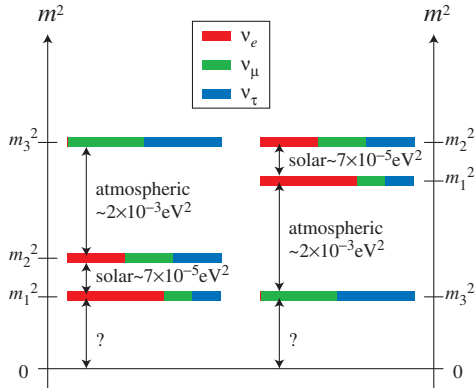 m² m²
ν_e
ν_μ
ν_τ
m₃² m₂²
solar~7×10⁻⁵eV²
m₁²
atmospheric
~2×10⁻³eV²
atmospheric
~2×10⁻³eV²
m₂²
solar~7×10⁻⁵eV²
m₁² m₃²
? ?
0 0